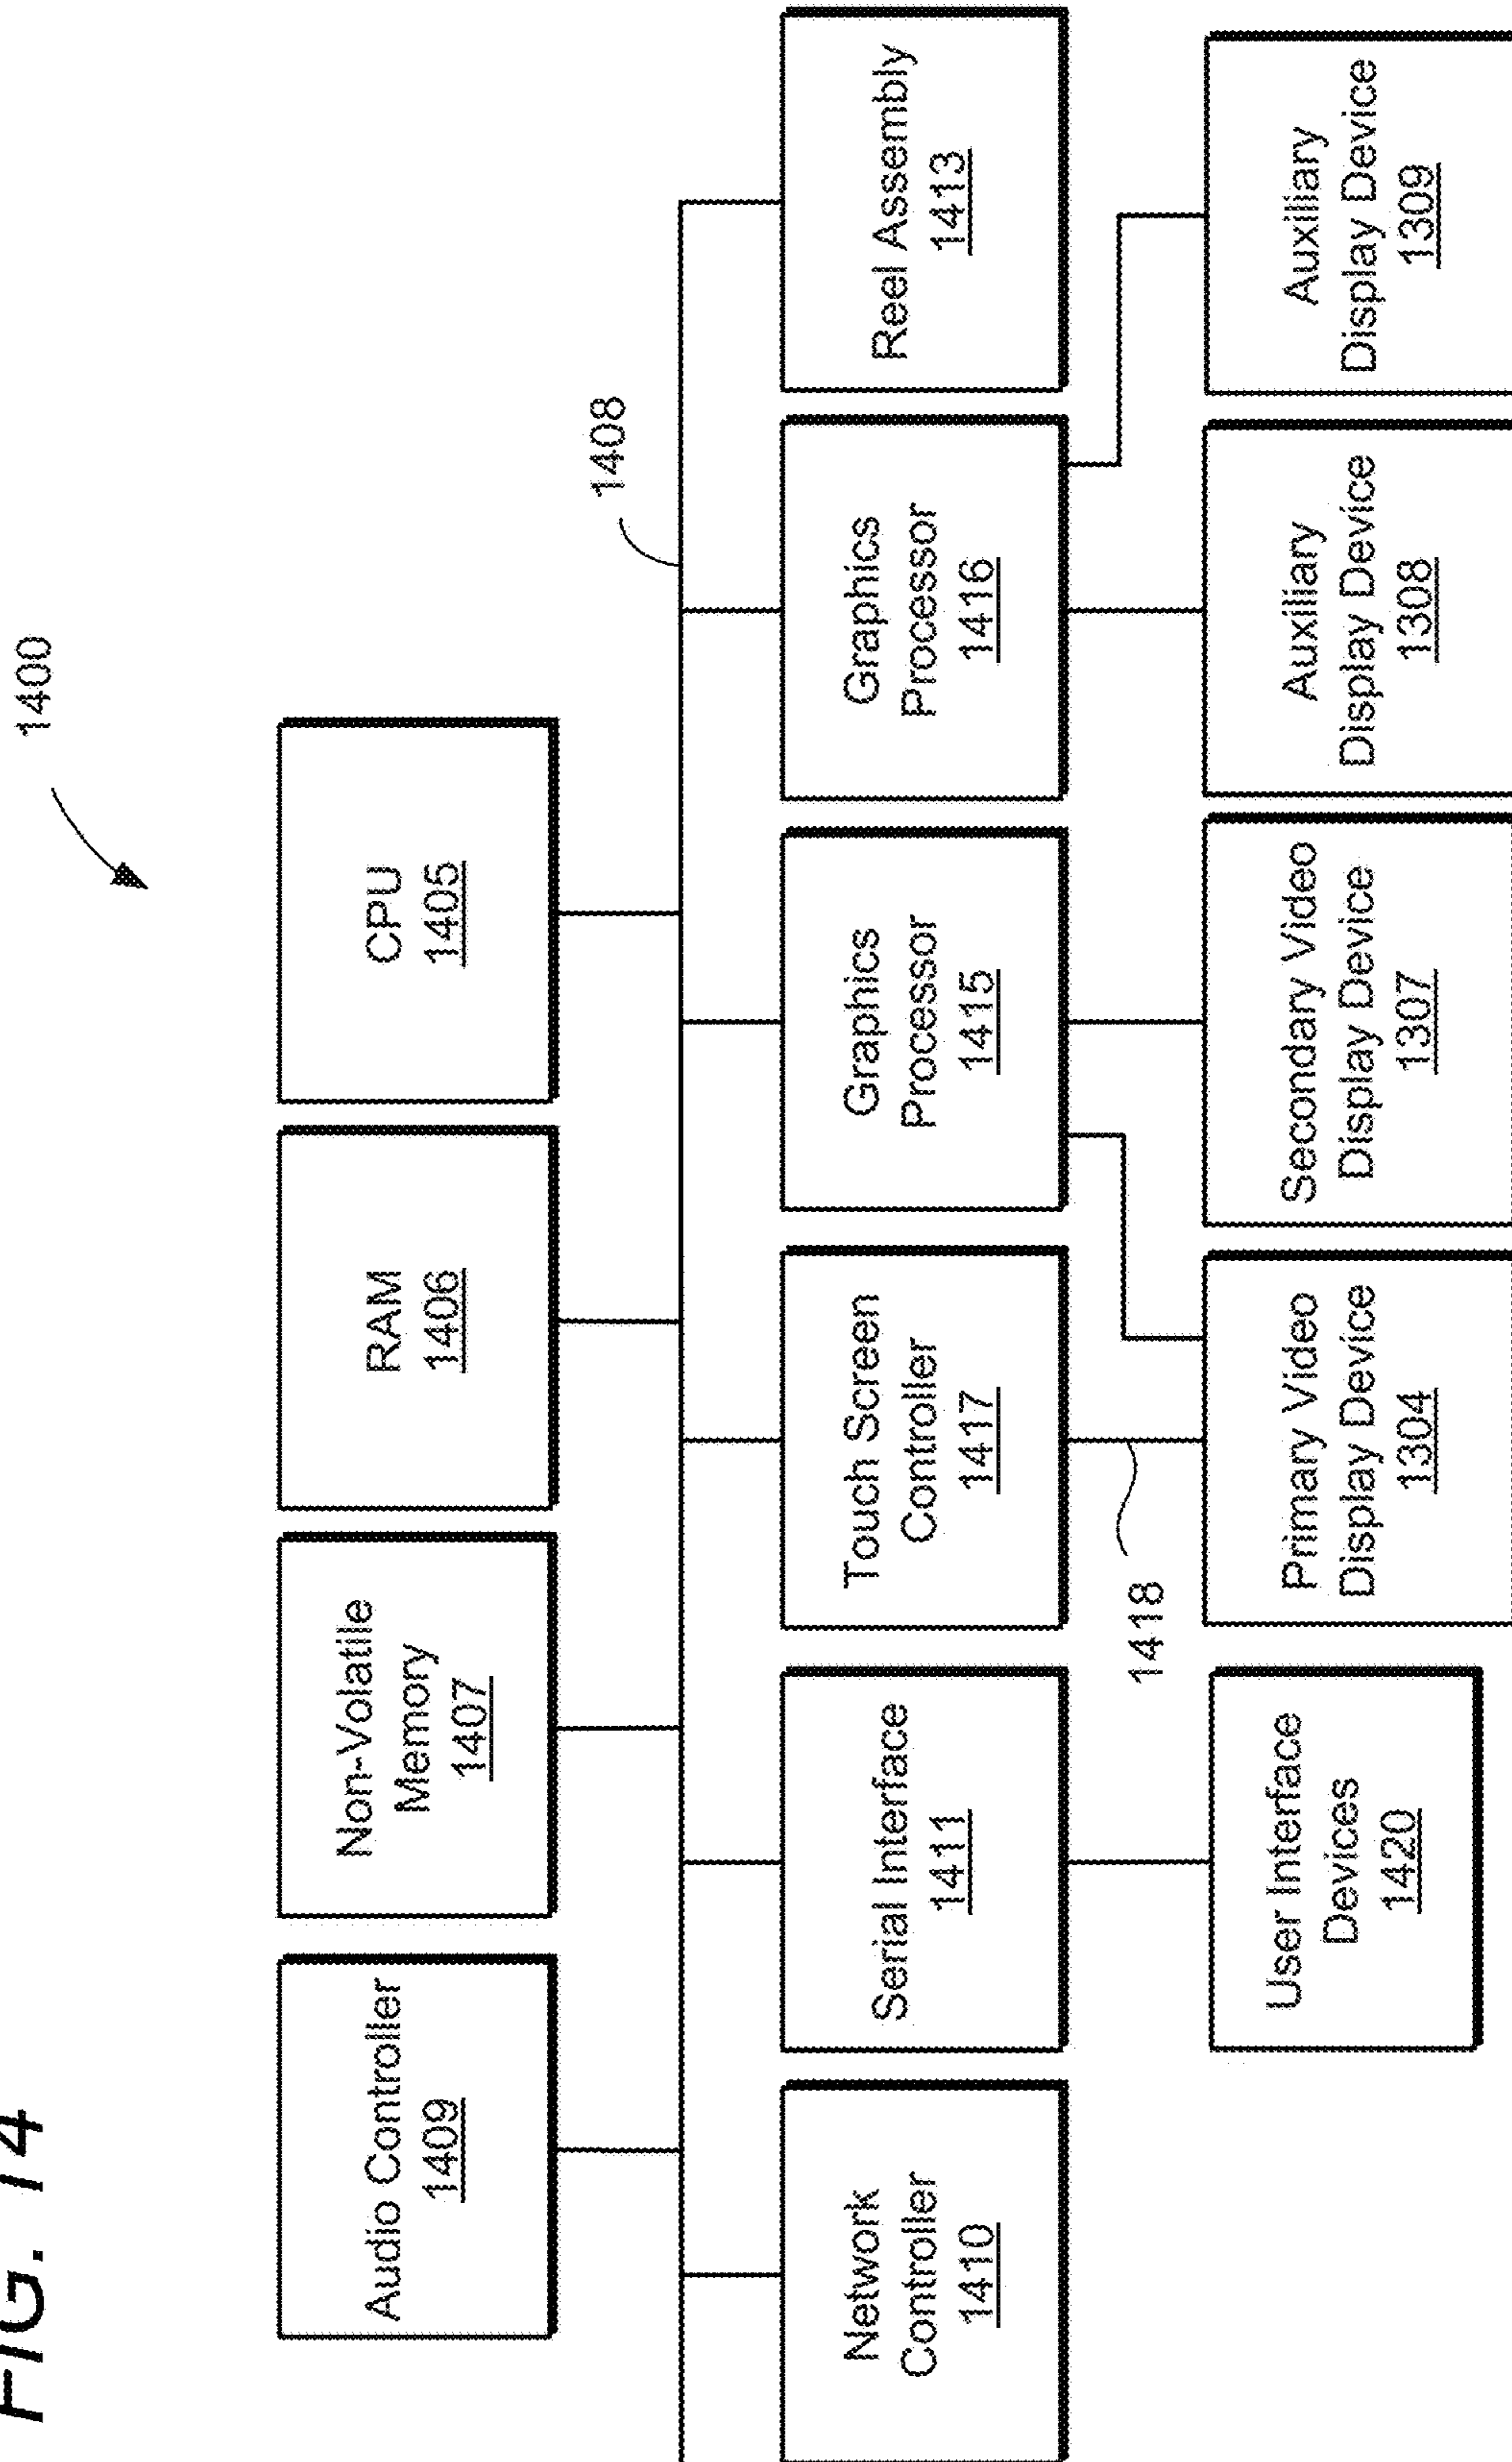 FIG. 14
1400
Audio Controller
1409
Non-Volatile
Memory
1407
RAM
1406
CPU
1405
1408
Network
Controller
1410
Serial Interface
1411
Touch Screen
Controller
1417
Graphics
Processor
1415
Graphics
Processor
1416
Reel Assembly
1413
1418
User Interface
Devices
1420
Primary Video
Display Device
1304
Secondary Video
Display Device
1307
Auxiliary
Display Device
1308
Auxiliary
Display Device
1309